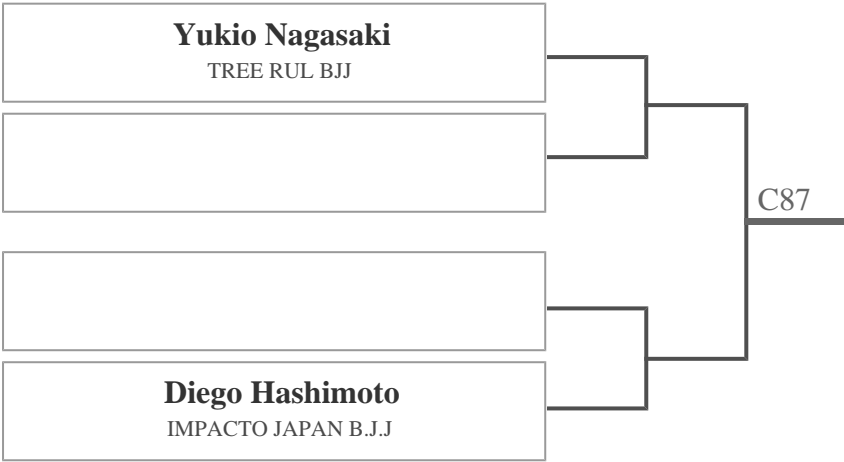 Yukio Nagasaki
TREE RUL BJJ
C87
Diego Hashimoto
IMPACTO JAPAN B.J.J